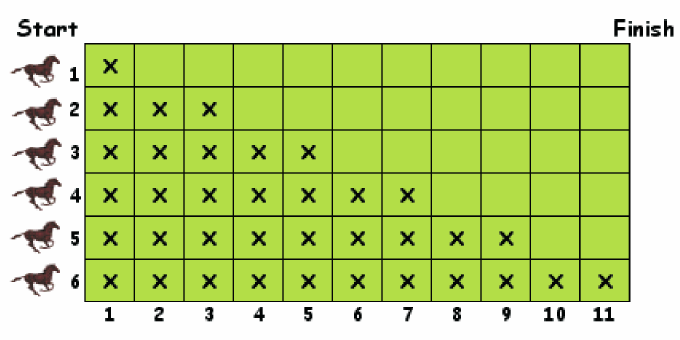 Start Finish
1 X
2 X X X
3 X X X X X
4 X X X X X X X
5 X X X X X X X X X
6 X X X X X X X X X X X
1 2 3 4 5 6 7 8 9 10 11